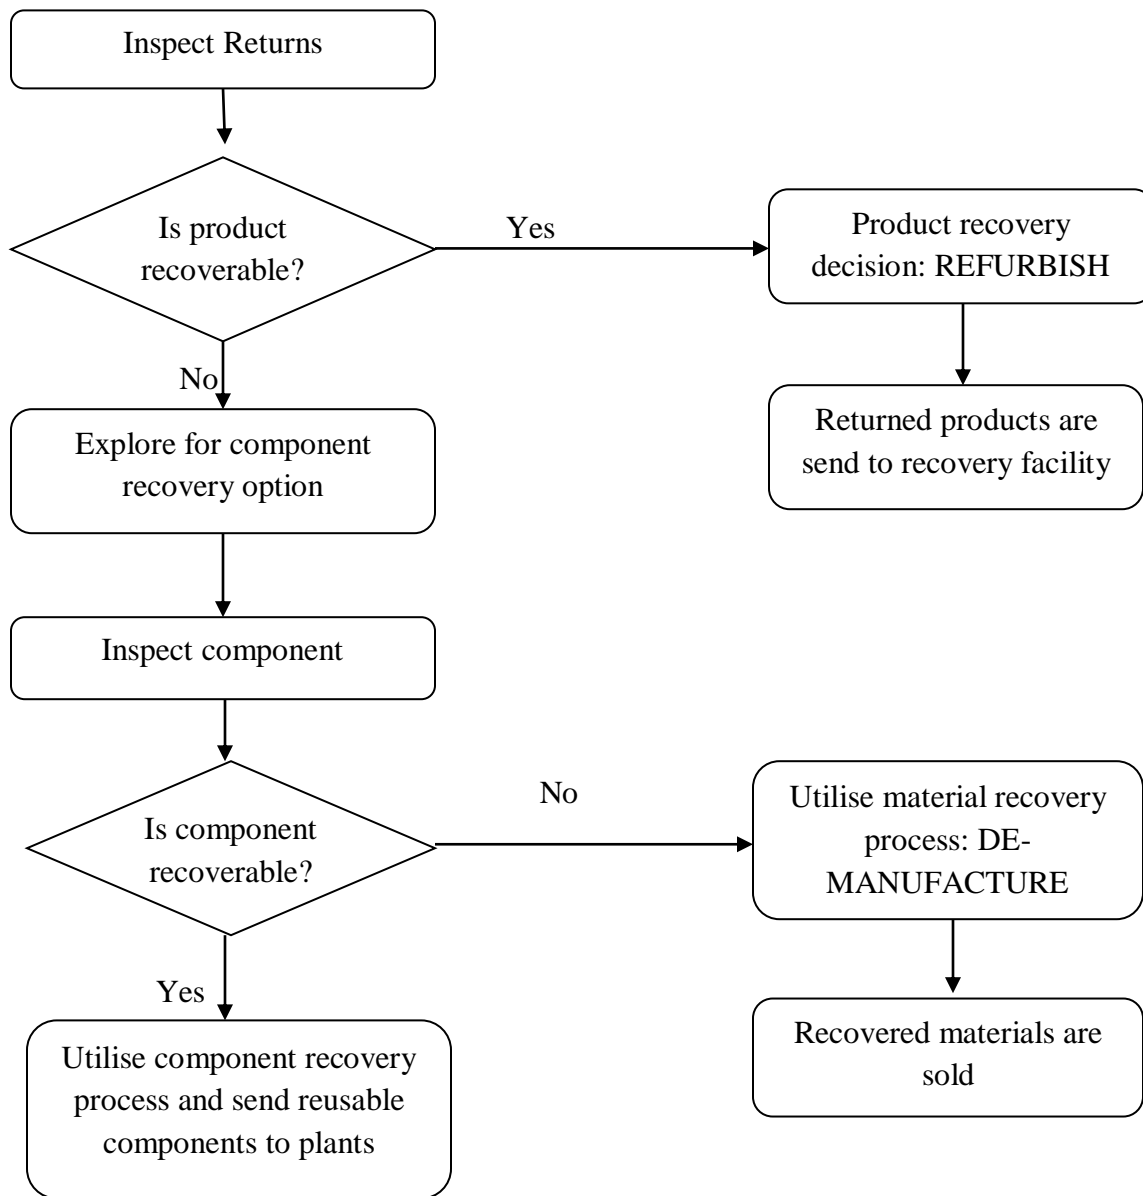 Inspect Returns
Is product
recoverable?
Yes
Product recovery
decision: REFURBISH
No
Returned products are
send to recovery facility
Explore for component
recovery option
Inspect component
Is component
recoverable?
No
Utilise material recovery
process: DE-
MANUFACTURE
Yes
Recovered materials are
sold
Utilise component recovery
process and send reusable
components to plants